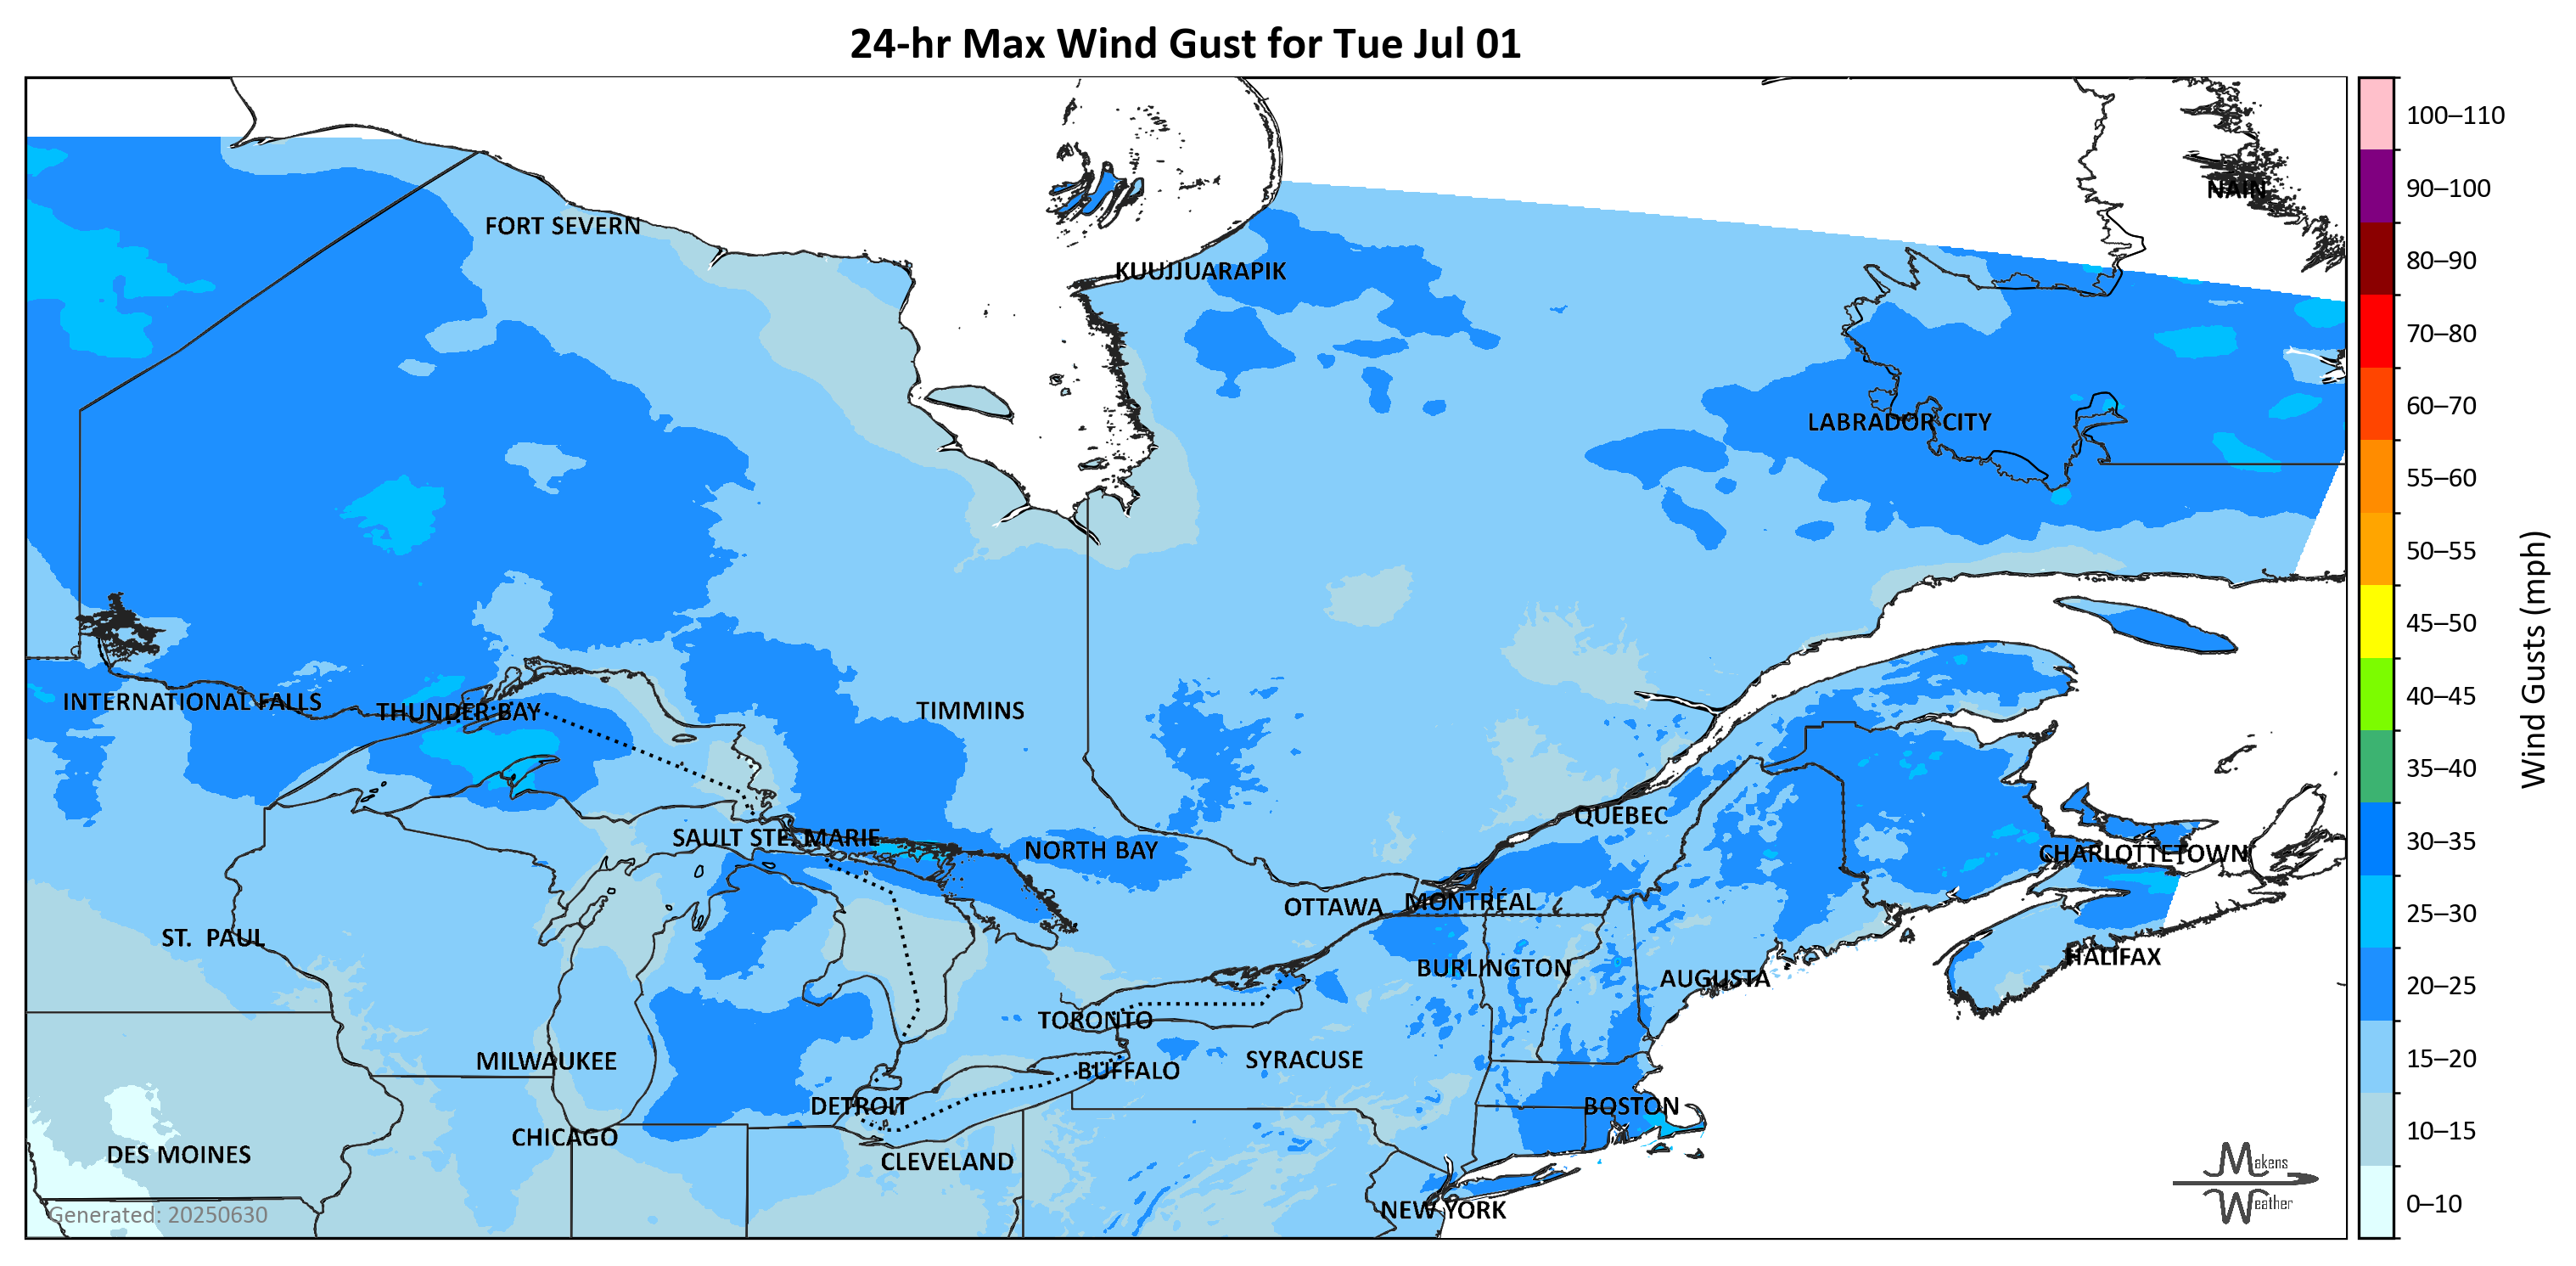 24-hr Max Wind Gust for Tue Jul 01
NAIN
FORT SEVERN
KUUJJUARAPIK
LABRADOR CITY
INTERNATIONAL FALLS
THUNDER BAY
TIMMINS
QUÉBEC
SAULT STE. MARIE
NORTH BAY
CHARLOTTETOWN
OTTAWA
MONTRÉAL
ST. PAUL
HALIFAX
BURLINGTON
AUGUSTA
TORONTO
MILWAUKEE
SYRACUSE
BUFFALO
DETROIT
BOSTON
CHICAGO
DES MOINES
CLEVELAND
NEW YORK
Generated: 20250630
Makens
Weather
100–110
90–100
80–90
70–80
60–70
55–60
50–55
45–50
40–45
35–40
30–35
25–30
20–25
15–20
10–15
0–10
Wind Gusts (mph)